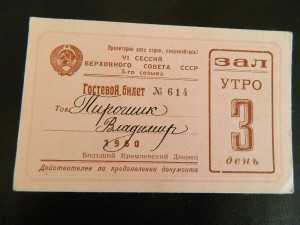 Пролетарии всех стран, соединяйтесь!
VI СЕССИЯ
ВЕРХОВНОГО СОВЕТА СССР
5-го созыва
Гостевой билет № 614
Тов. Пирожник
Владимир
1960
Большой Кремлевский Дворец
Действителен по предъявлении документа
ЗАЛ
УТРО
3
день